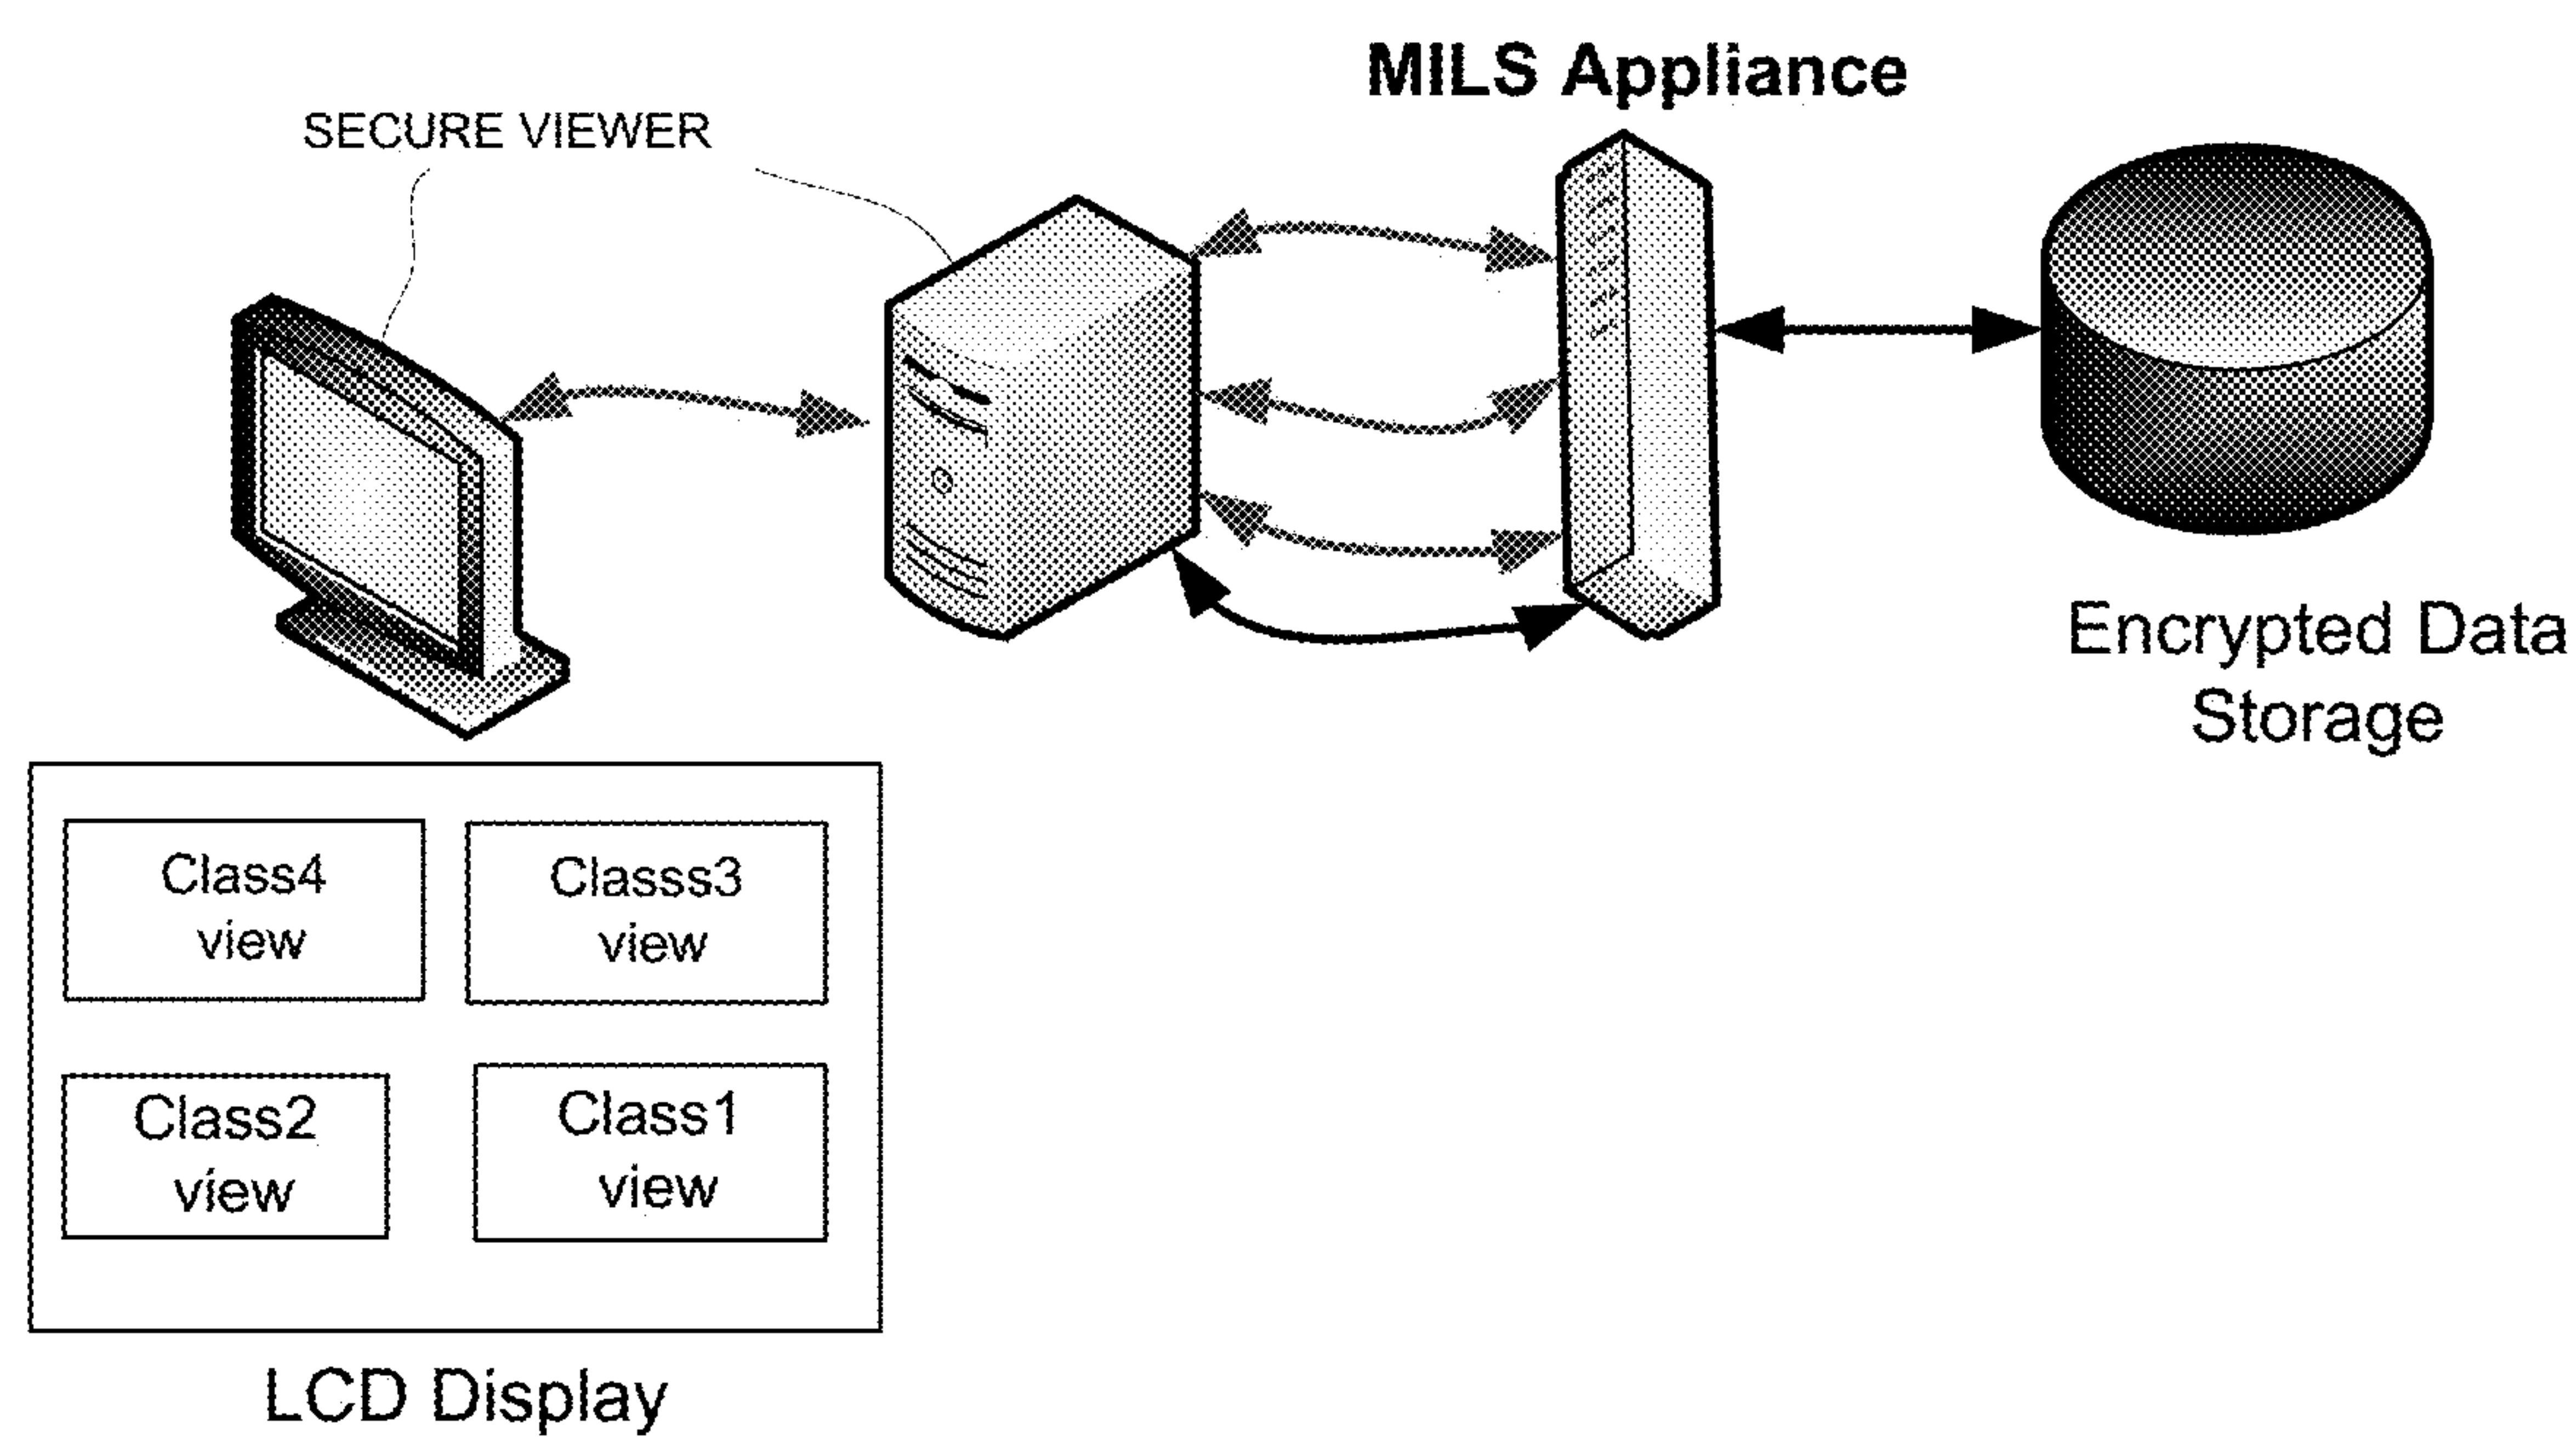 MILS Appliance
SECURE VIEWER
Encrypted Data
Storage
Class4
view
Classs3
view
Class2
view
Class1
view
LCD Display